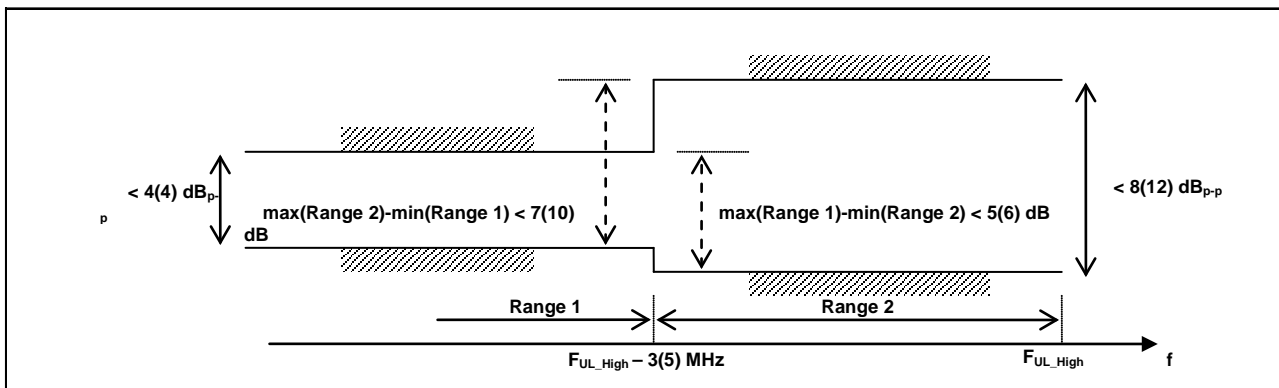 < 4(4) dBp-
p
max(Range 2)-min(Range 1) < 7(10)
dB
max(Range 1)-min(Range 2) < 5(6) dB
< 8(12) dBp-p
Range 1
Range 2
FUL_High – 3(5) MHz
FUL_High
f